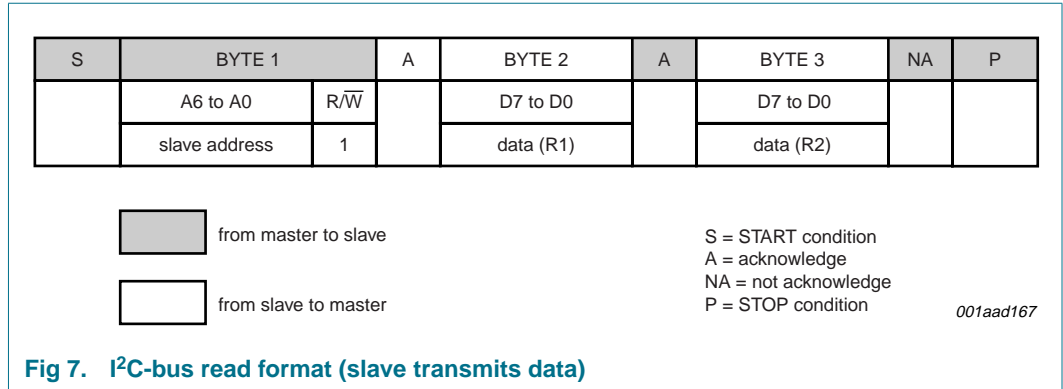 S BYTE 1 A BYTE 2 A BYTE 3 NA P
A6 to A0 R/W̅ D7 to D0 D7 to D0
slave address 1 data (R1) data (R2)
from master to slave
from slave to master
S = START condition
A = acknowledge
NA = not acknowledge
P = STOP condition
001aad167
Fig 7. I²C-bus read format (slave transmits data)